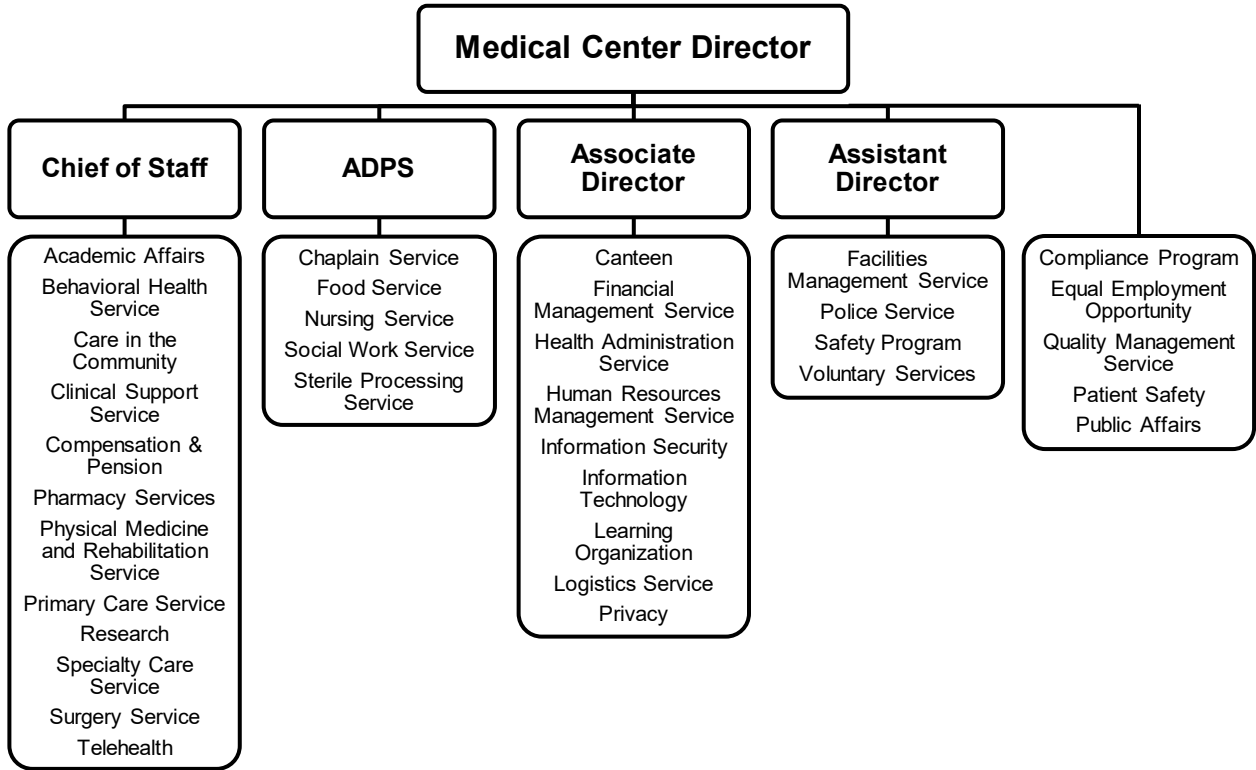 Medical Center Director
Chief of Staff
ADPS
Associate
Director
Assistant
Director
Academic Affairs
Behavioral Health
Service
Care in the
Community
Clinical Support
Service
Compensation &
Pension
Pharmacy Services
Physical Medicine
and Rehabilitation
Service
Primary Care Service
Research
Specialty Care
Service
Surgery Service
Telehealth
Chaplain Service
Food Service
Nursing Service
Social Work Service
Sterile Processing
Service
Canteen
Financial
Management Service
Health Administration
Service
Human Resources
Management Service
Information Security
Information
Technology
Learning
Organization
Logistics Service
Privacy
Facilities
Management Service
Police Service
Safety Program
Voluntary Services
Compliance Program
Equal Employment
Opportunity
Quality Management
Service
Patient Safety
Public Affairs